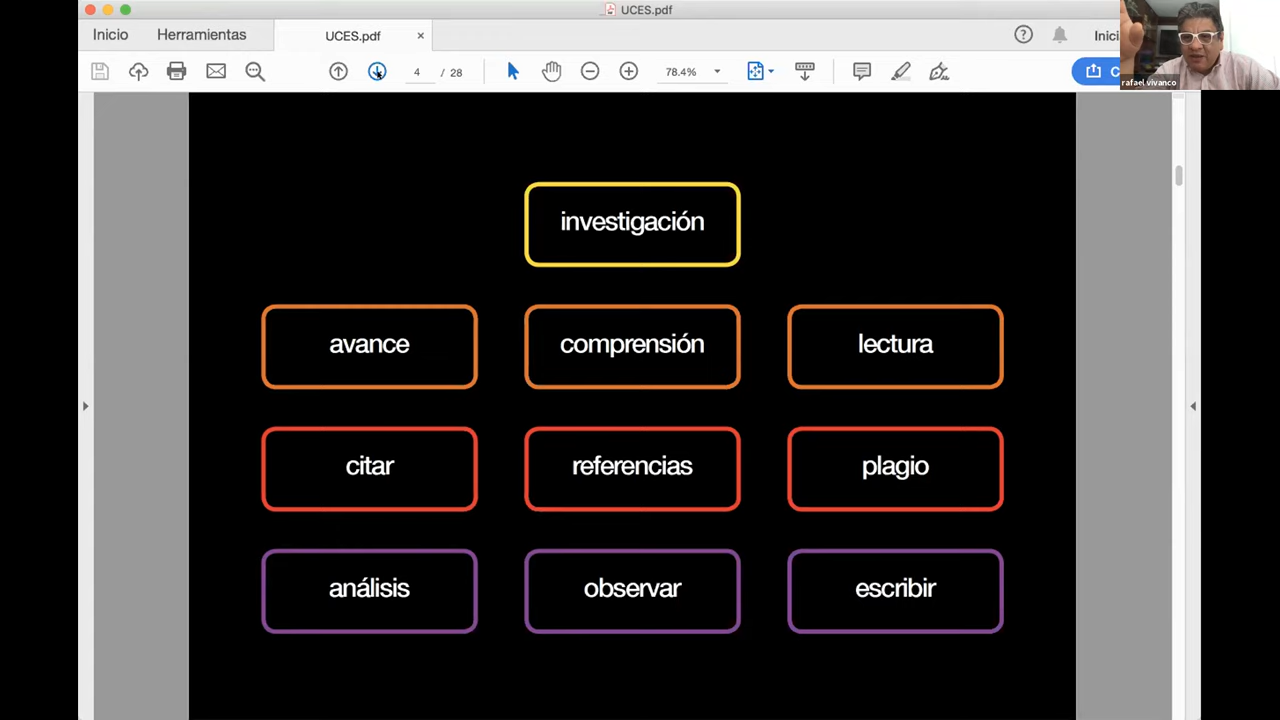 UCES.pdf
Inicio Herramientas UCES.pdf × ? Inici
4 / 28 78.4% C
rafael vivanco
investigación
avance comprensión lectura
citar referencias plagio
análisis observar escribir